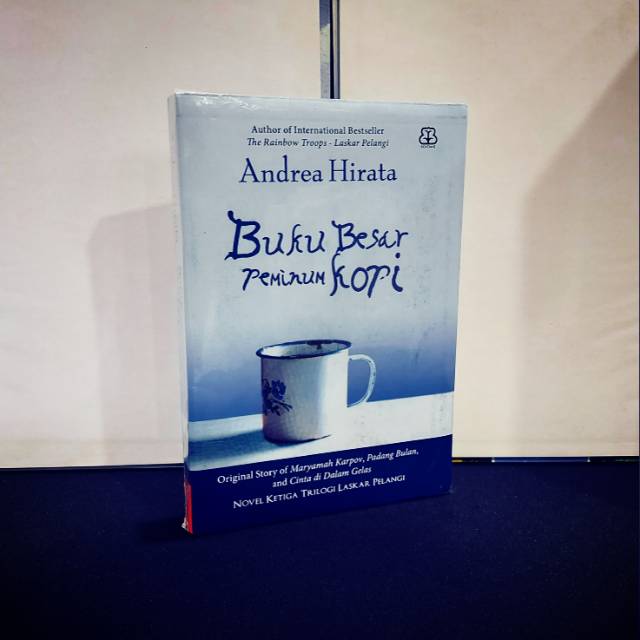 Author of International Bestseller
The Rainbow Troops - Laskar Pelangi
Andrea Hirata
Buku Besar
Peminum Kopi
Original Story of Maryamah Karpov, Padang Bulan,
and Cinta di Dalam Gelas
Novel Ketiga Trilogi Laskar Pelangi